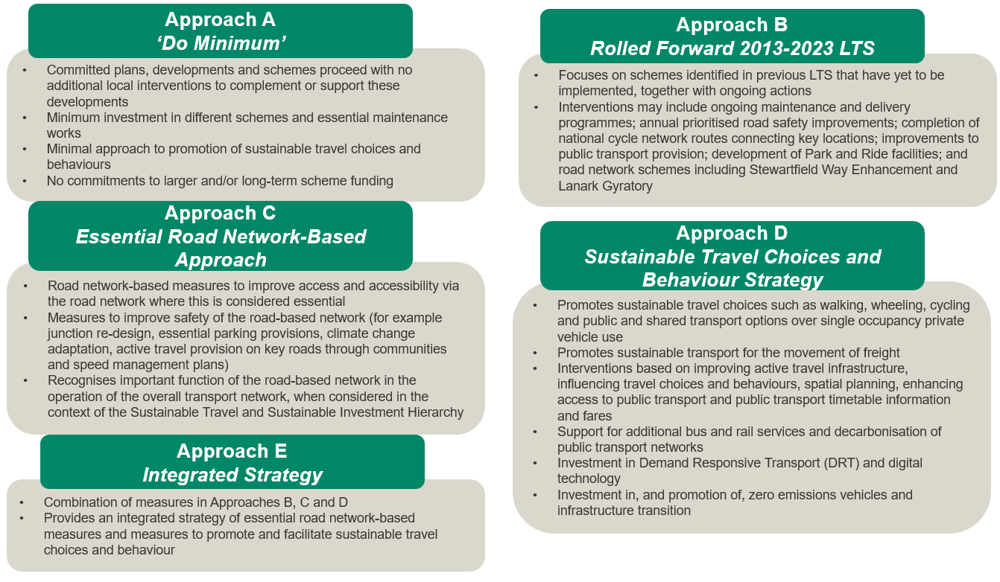 Approach A
‘Do Minimum’
• Committed plans, developments and schemes proceed with no
additional local interventions to complement or support these
developments
• Minimum investment in different schemes and essential maintenance
works
• Minimal approach to promotion of sustainable travel choices and
behaviours
• No commitments to larger and/or long-term scheme funding
Approach B
Rolled Forward 2013-2023 LTS
• Focuses on schemes identified in previous LTS that have yet to be
implemented, together with ongoing actions
• Interventions may include ongoing maintenance and delivery
programmes; annual prioritised road safety improvements; completion of
national cycle network routes connecting key locations; improvements to
public transport provision; development of Park and Ride facilities; and
road network schemes including Stewartfield Way Enhancement and
Lanark Gyratory
Approach C
Essential Road Network-Based
Approach
• Road network-based measures to improve access and accessibility via
the road network where this is considered essential
• Measures to improve safety of the road-based network (for example
junction re-design, essential parking provisions, climate change
adaptation, active travel provision on key roads through communities
and speed management plans)
• Recognises important function of the road-based network in the
operation of the overall transport network, when considered in the
context of the Sustainable Travel and Sustainable Investment Hierarchy
Approach D
Sustainable Travel Choices and
Behaviour Strategy
• Promotes sustainable travel choices such as walking, wheeling, cycling
and public and shared transport options over single occupancy private
vehicle use
• Promotes sustainable transport for the movement of freight
• Interventions based on improving active travel infrastructure,
influencing travel choices and behaviours, spatial planning, enhancing
access to public transport and public transport timetable information
and fares
• Support for additional bus and rail services and decarbonisation of
public transport networks
• Investment in Demand Responsive Transport (DRT) and digital
technology
• Investment in, and promotion of, zero emissions vehicles and
infrastructure transition
Approach E
Integrated Strategy
• Combination of measures in Approaches B, C and D
• Provides an integrated strategy of essential road network-based
measures and measures to promote and facilitate sustainable travel
choices and behaviour